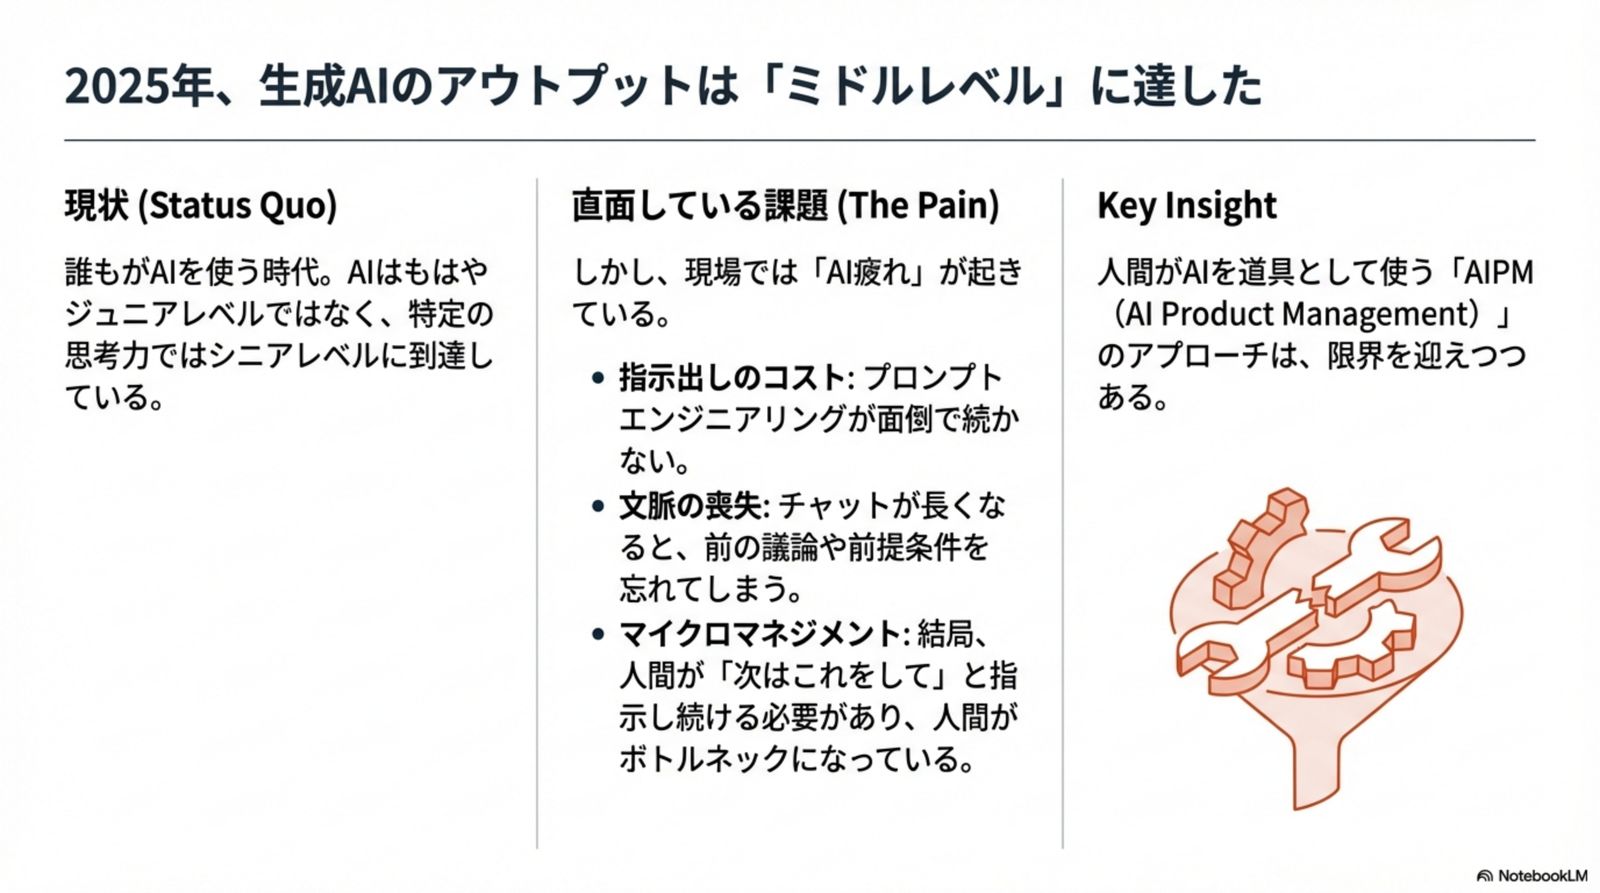 2025年、生成AIのアウトプットは「ミドルレベル」に達した
現状 (Status Quo)
誰もがAIを使う時代。AIはもはや
ジュニアレベルではなく、特定の
思考力ではシニアレベルに到達し
ている。
直面している課題 (The Pain)
しかし、現場では「AI疲れ」が起き
ている。
• 指示出しのコスト: プロンプト
エンジニアリングが面倒で続か
ない。
• 文脈の喪失: チャットが長くな
ると、前の議論や前提条件を
忘れてしまう。
• マイクロマネジメント: 結局、
人間が「次はこれをして」と指
示し続ける必要があり、人間が
ボトルネックになっている。
Key Insight
人間がAIを道具として使う「AIPM
（AI Product Management）」
のアプローチは、限界を迎えつつ
ある。
NotebookLM